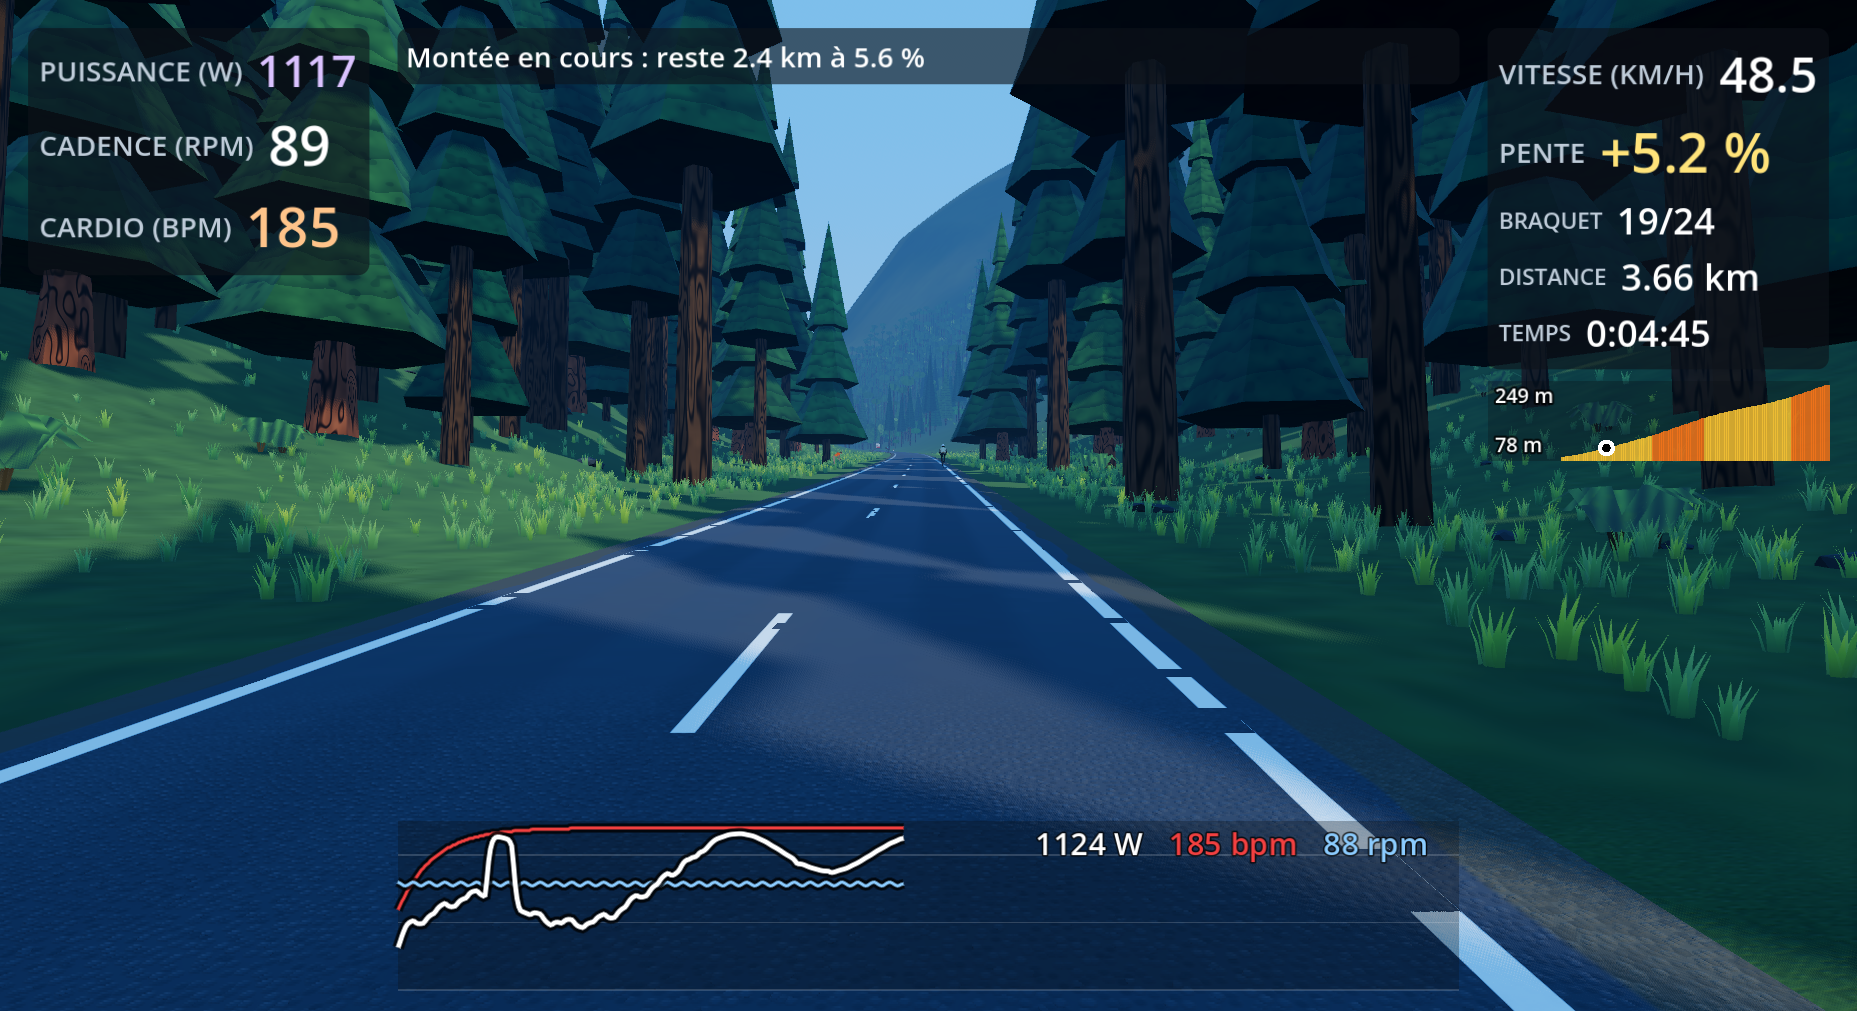 PUISSANCE (W) 1117
CADENCE (RPM) 89
CARDIO (BPM) 185
Montée en cours : reste 2.4 km à 5.6 %
VITESSE (KM/H) 48.5
PENTE +5.2 %
BRAQUET 19/24
DISTANCE 3.66 km
TEMPS 0:04:45
249 m
78 m
1124 W 185 bpm 88 rpm